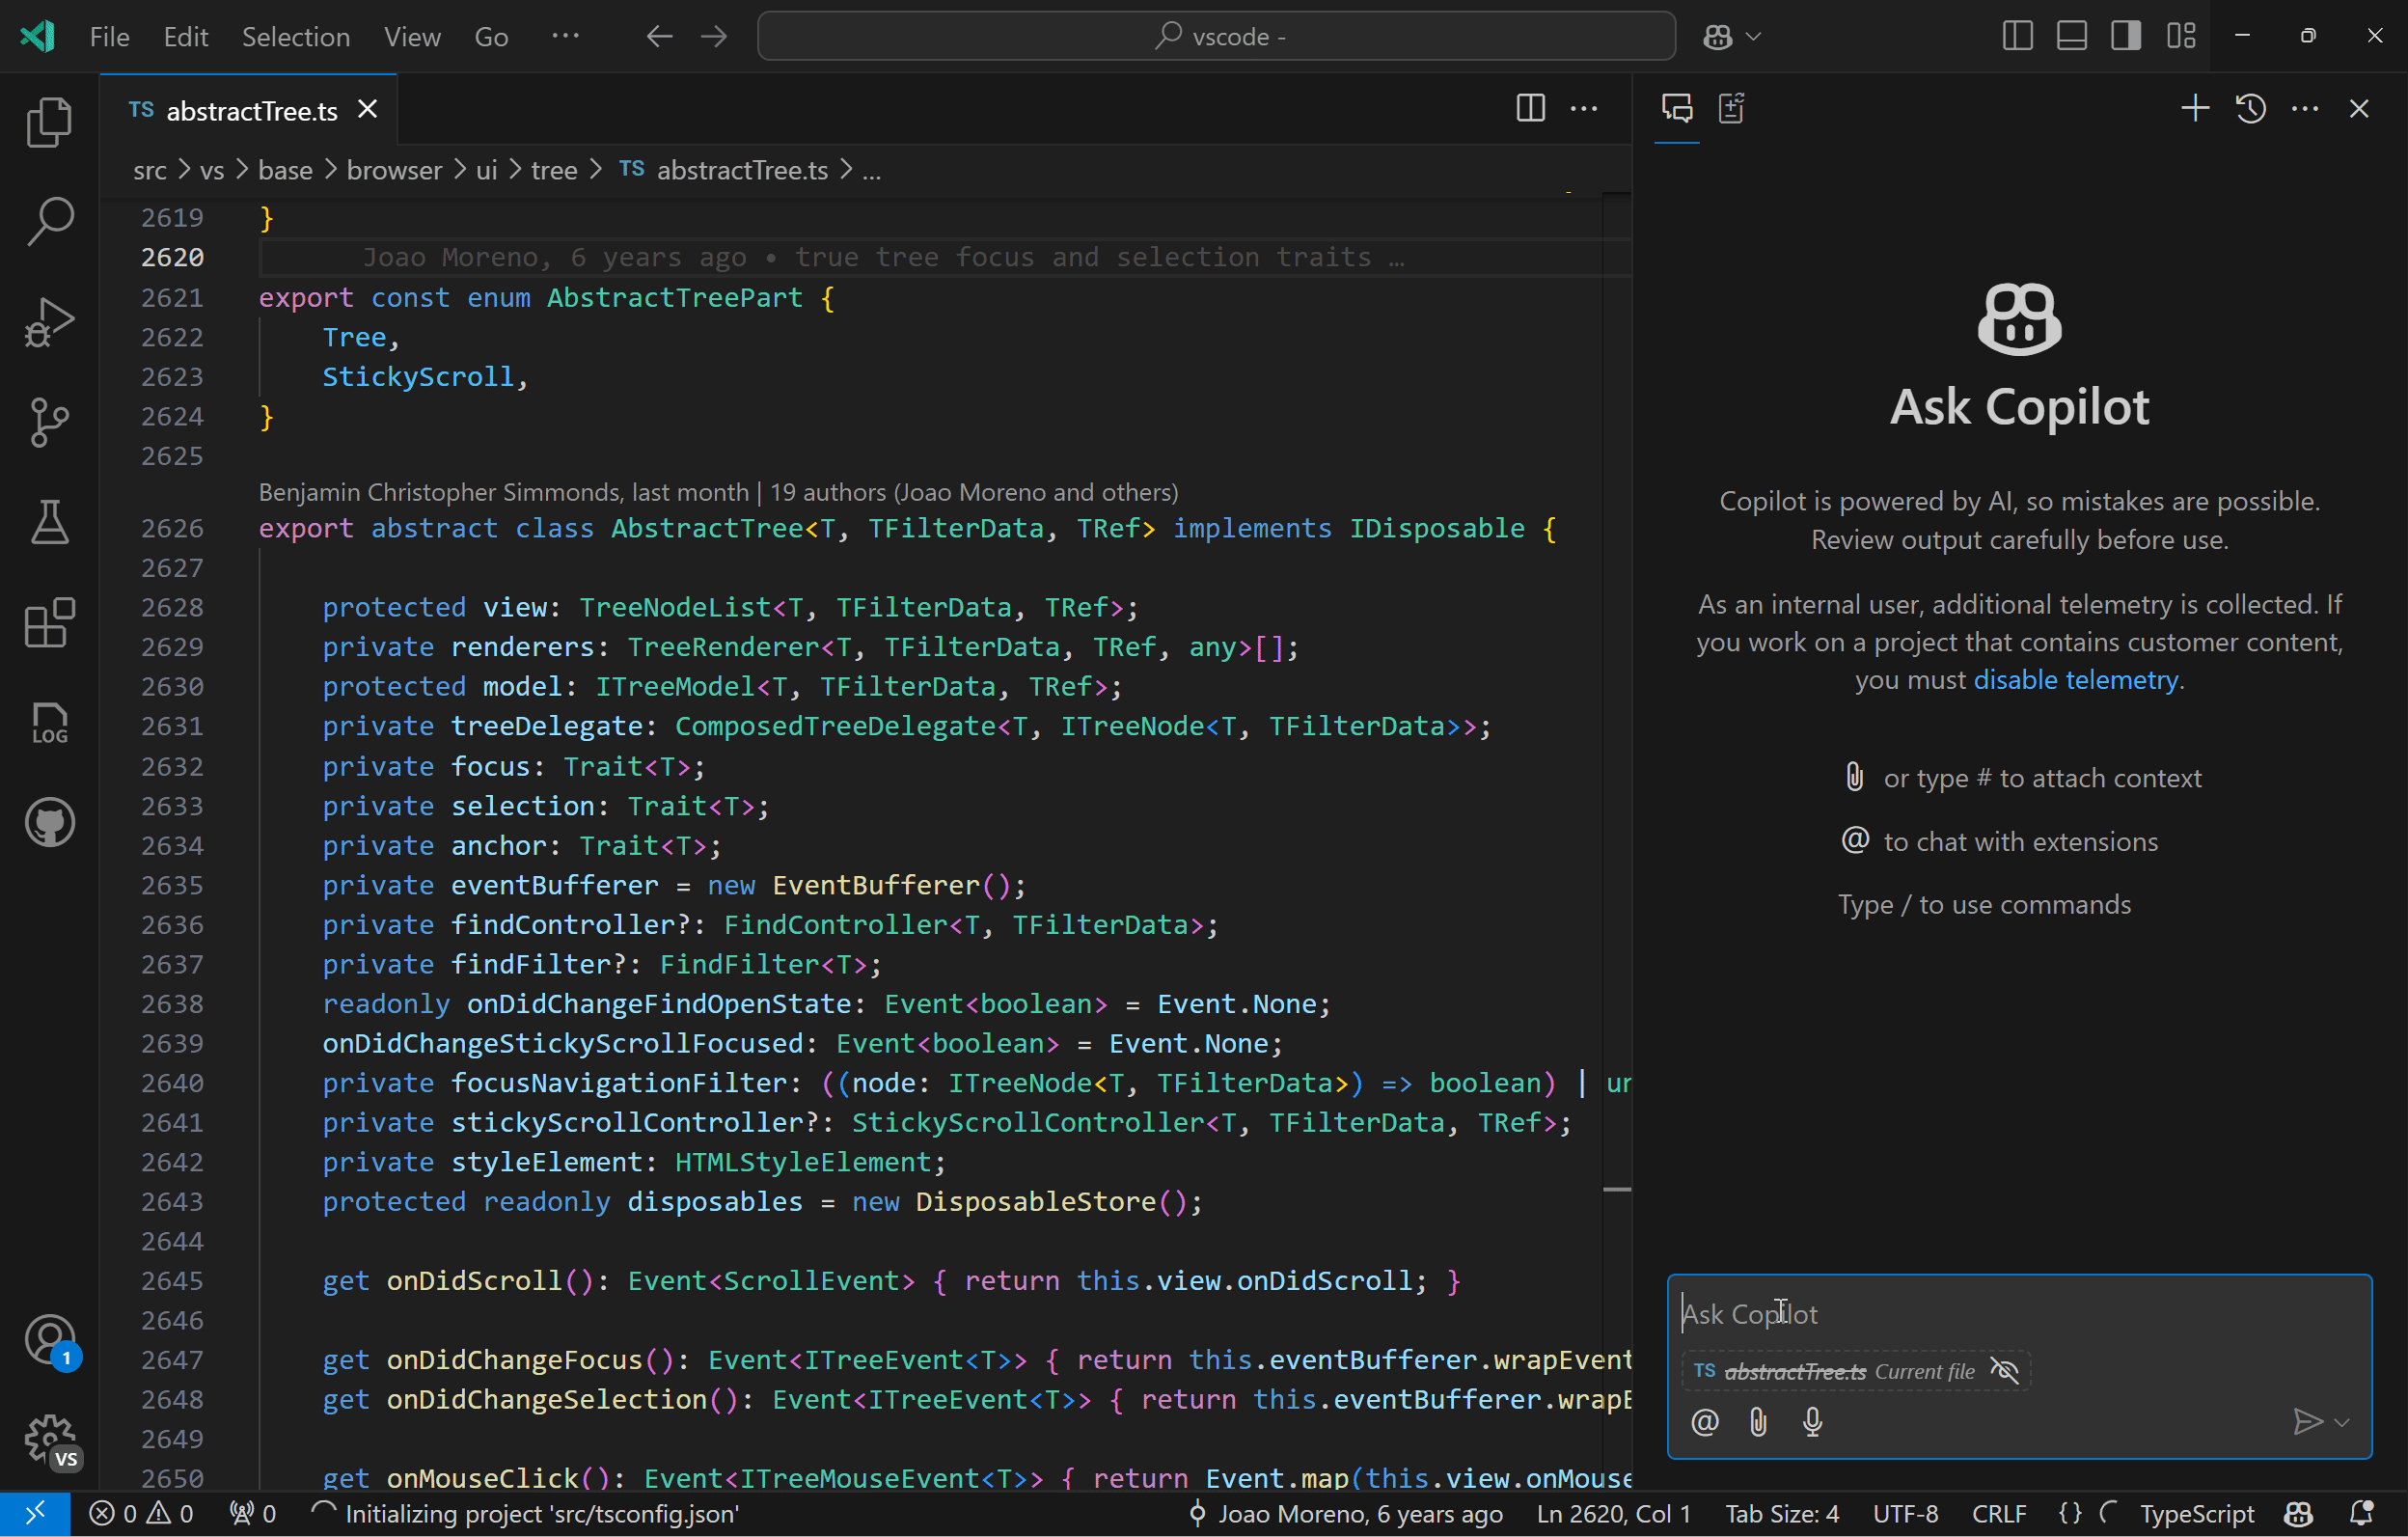 File Edit Selection View Go ··· vscode -
TS abstractTree.ts
src > vs > base > browser > ui > tree > TS abstractTree.ts > ...
2619 }
2620 Joao Moreno, 6 years ago • true tree focus and selection traits …
2621 export const enum AbstractTreePart {
2622 Tree,
2623 StickyScroll,
2624 }
2625
Benjamin Christopher Simmonds, last month | 19 authors (Joao Moreno and others)
2626 export abstract class AbstractTree<T, TFilterData, TRef> implements IDisposable {
2627
2628 protected view: TreeNodeList<T, TFilterData, TRef>;
2629 private renderers: TreeRenderer<T, TFilterData, TRef, any>[];
2630 protected model: ITreeModel<T, TFilterData, TRef>;
2631 private treeDelegate: ComposedTreeDelegate<T, ITreeNode<T, TFilterData>>;
2632 private focus: Trait<T>;
2633 private selection: Trait<T>;
2634 private anchor: Trait<T>;
2635 private eventBufferer = new EventBufferer();
2636 private findController?: FindController<T, TFilterData>;
2637 private findFilter?: FindFilter<T>;
2638 readonly onDidChangeFindOpenState: Event<boolean> = Event.None;
2639 onDidChangeStickyScrollFocused: Event<boolean> = Event.None;
2640 private focusNavigationFilter: ((node: ITreeNode<T, TFilterData>) => boolean) | ur
2641 private stickyScrollController?: StickyScrollController<T, TFilterData, TRef>;
2642 private styleElement: HTMLStyleElement;
2643 protected readonly disposables = new DisposableStore();
2644
2645 get onDidScroll(): Event<ScrollEvent> { return this.view.onDidScroll; }
2646
2647 get onDidChangeFocus(): Event<ITreeEvent<T>> { return this.eventBufferer.wrapEvent
2648 get onDidChangeSelection(): Event<ITreeEvent<T>> { return this.eventBufferer.wrapE
2649
2650 get onMouseClick(): Event<ITreeMouseEvent<T>> { return Event.map(this.view.onMouse
LOG
1
VS
Ask Copilot
Copilot is powered by AI, so mistakes are possible.
Review output carefully before use.
As an internal user, additional telemetry is collected. If
you work on a project that contains customer content,
you must disable telemetry.
or type # to attach context
@ to chat with extensions
Type / to use commands
Ask Copilot
TS abstractTree.ts Current file
@
0 0 0 Initializing project 'src/tsconfig.json' Joao Moreno, 6 years ago Ln 2620, Col 1 Tab Size: 4 UTF-8 CRLF {} TypeScript